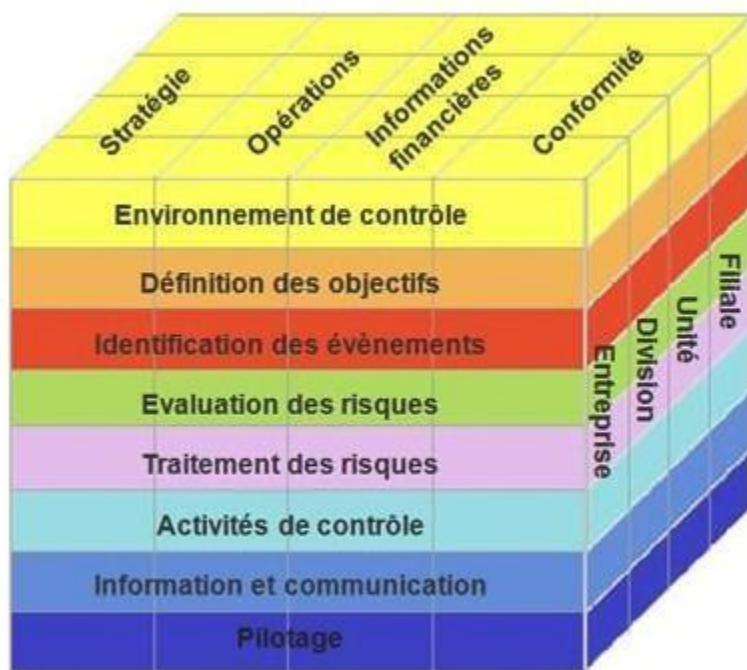 Stratégie
Opérations
Informations
financières
Conformité
Environnement de contrôle
Définition des objectifs
Identification des évènements
Evaluation des risques
Traitement des risques
Activités de contrôle
Information et communication
Pilotage
Entreprise
Division
Unité
Filiale